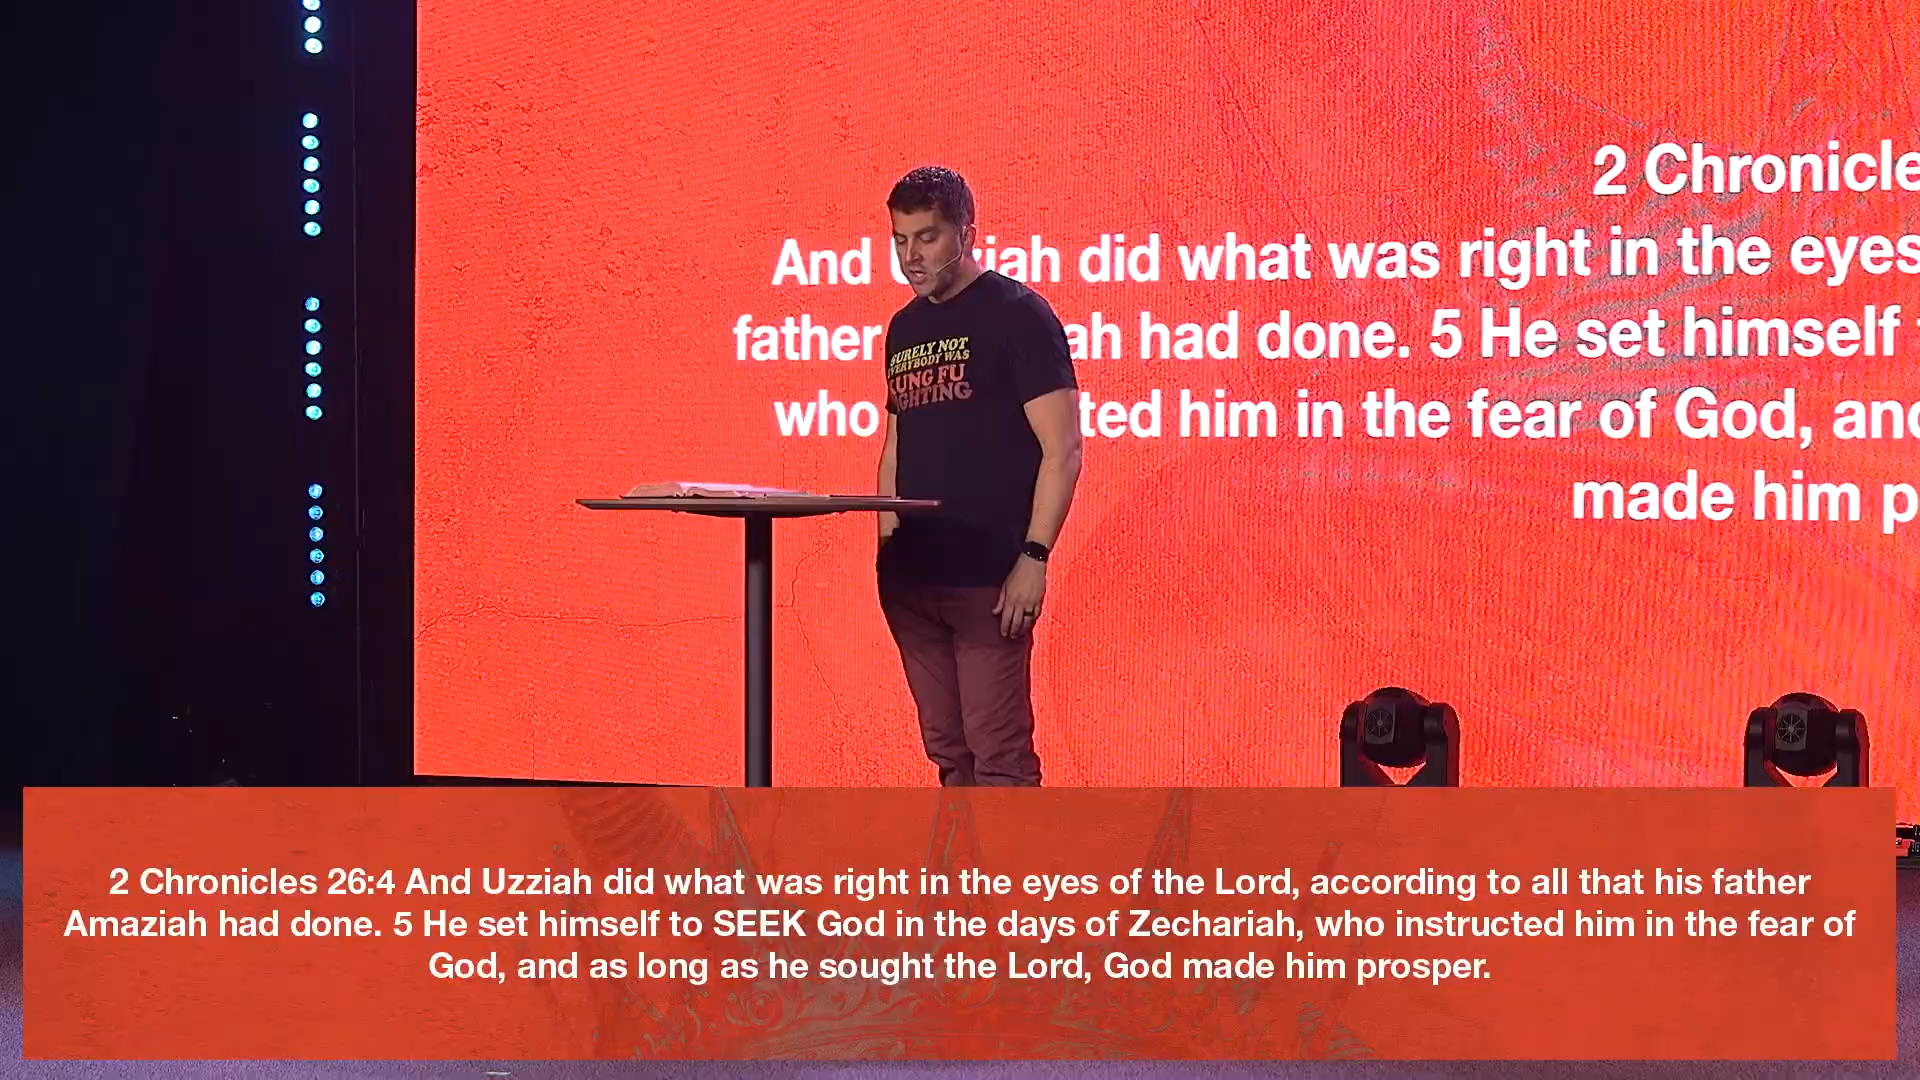 2 Chronicle
And Uzziah did what was right in the eyes
father ah had done. 5 He set himself
who ted him in the fear of God, and
made him p
SURELY NOT
EVERYBODY WAS
KUNG FU
FIGHTING
2 Chronicles 26:4 And Uzziah did what was right in the eyes of the Lord, according to all that his father
Amaziah had done. 5 He set himself to SEEK God in the days of Zechariah, who instructed him in the fear of
God, and as long as he sought the Lord, God made him prosper.